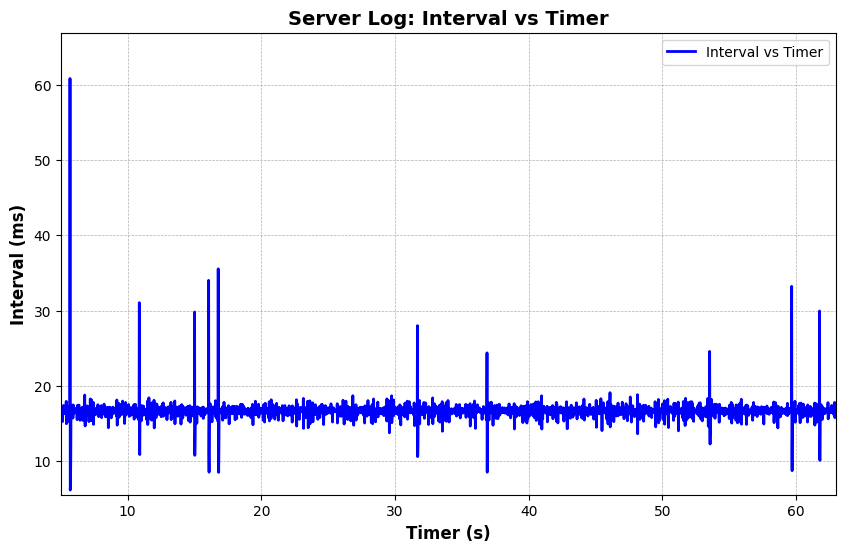 Server Log: Interval vs Timer
Interval vs Timer
Interval (ms)
60
50
40
30
20
10
10 20 30 40 50 60
Timer (s)